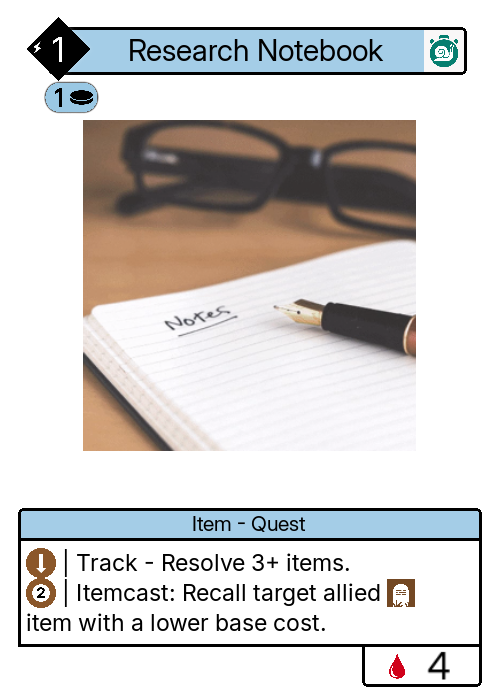 1 Research Notebook
1
Notes
Item - Quest
| Track - Resolve 3+ items.
2 | Itemcast: Recall target allied
item with a lower base cost.
4